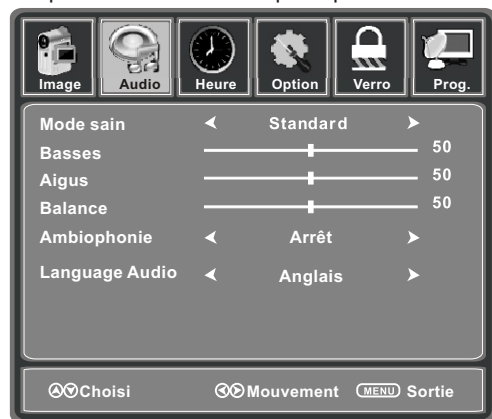 Image Audio Heure Option Verro Prog.
Mode sain Standard
Basses 50
Aigus 50
Balance 50
Ambiophonie Arrêt
Language Audio Anglais
Choisi Mouvement MENU Sortie